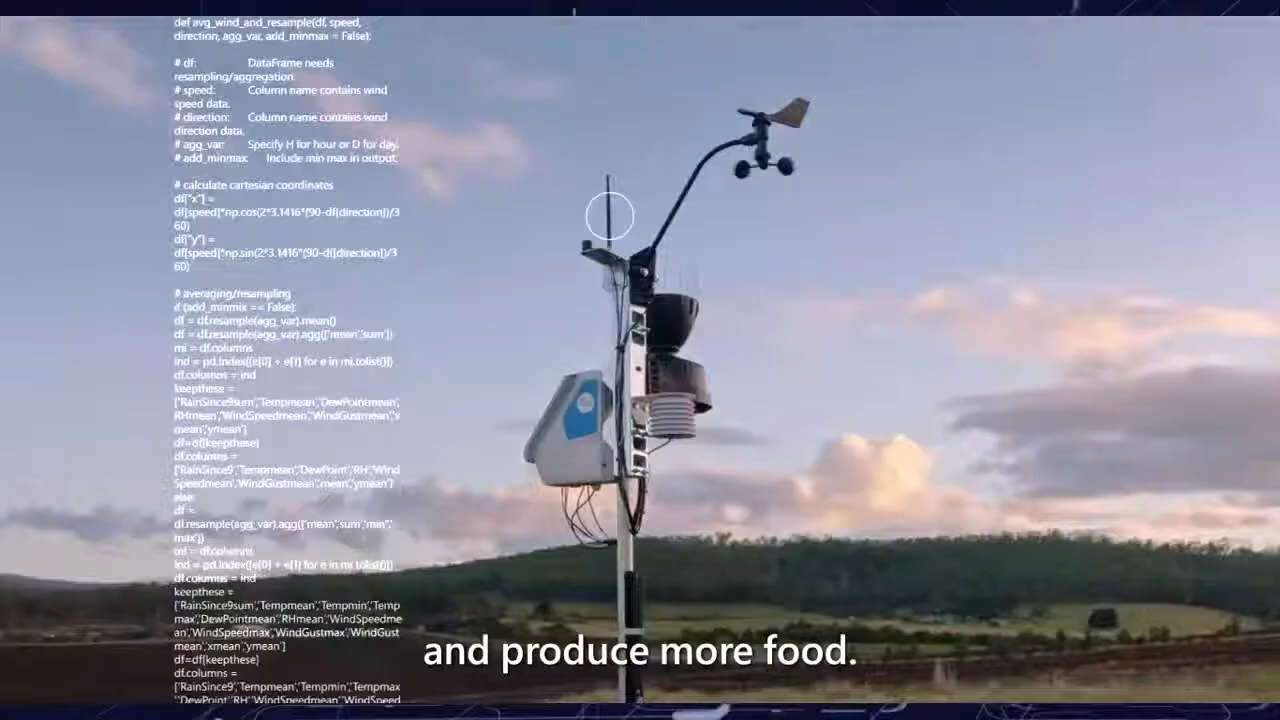 def avg_wind_and_resample(df, speed,
direction, agg_var, add_minmax = False):
# df: DataFrame needs
resampling/aggregation.
# speed: Column name contains wind
speed data.
# direction: Column name contains wind
direction data.
# agg_var: Specify H for hour or D for day.
# add_minmax: Include min max in output.
# calculate cartesian coordinates
df["x"] =
df[speed]*np.cos(2*3.1416*(90-df[direction])/3
60)
df["y"] =
df[speed]*np.sin(2*3.1416*(90-df[direction])/3
60)
# averaging/resampling
if (add_minmix == False):
df = df.resample(agg_var).mean()
df = df.resample(agg_var).agg(['mean','sum'])
mi = df.columns
ind = pd.Index([e[0] + e[1] for e in mi.tolist()])
df.columns = ind
keepthese =
['RainSince9sum','Tempmean','DewPointmean',
'RHmean','WindSpeedmean','WindGustmean','x
mean','ymean']
df=df[keepthese]
df.columns =
['RainSince9','Tempmean','DewPoint','RH','Wind
Speedmean','WindGustmean','mean','ymean']
else:
df =
df.resample(agg_var).agg(['mean','sum','min','
max'])
mi = df.columns
ind = pd.Index([e[0] + e[1] for e in mi.tolist()])
df.columns = ind
keepthese =
['RainSince9sum','Tempmean','Tempmin','Temp
max','DewPointmean','RHmean','WindSpeedme
an','WindSpeedmax','WindGustmax','WindGust
mean','xmean','ymean']
df=df[keepthese]
df.columns =
['RainSince9','Tempmean','Tempmin','Tempmax
','DewPoint','RH','WindSpeedmean','WindSpeed
and produce more food.